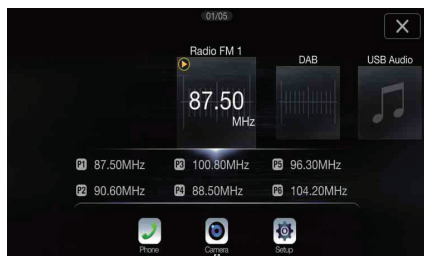 01/05
Radio FM 1
DAB
USB Audio
87.50
MHz
P1 87.50MHz P3 100.80MHz P5 96.30MHz
P2 90.60MHz P4 88.50MHz P6 104.20MHz
Phone Camera Setup